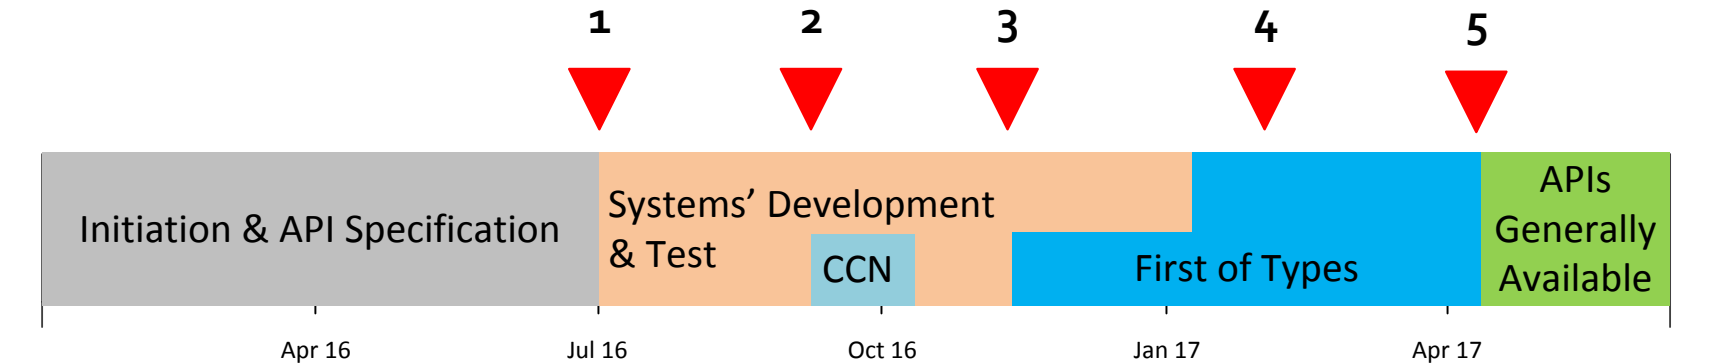 1 2 3 4 5
Initiation & API Specification
Systems’ Development
& Test
CCN
First of Types
APIs
Generally
Available
Apr 16 Jul 16 Oct 16 Jan 17 Apr 17